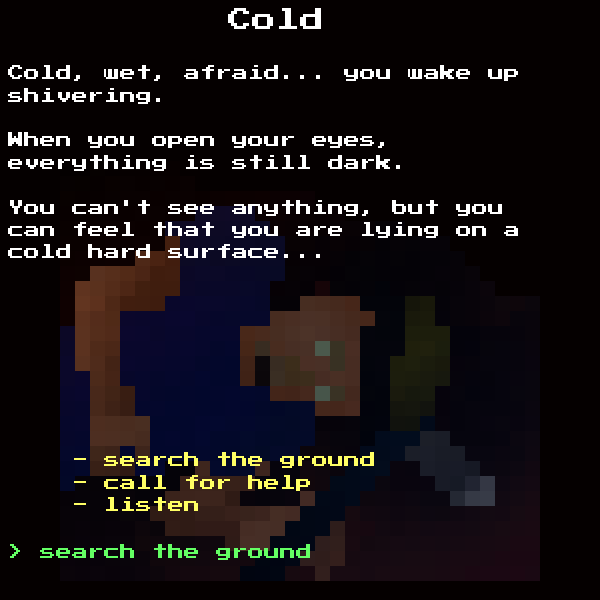 Cold
Cold, wet, afraid... you wake up
shivering.
When you open your eyes,
everything is still dark.
You can't see anything, but you
can feel that you are lying on a
cold hard surface...
- search the ground
- call for help
- listen
> search the ground